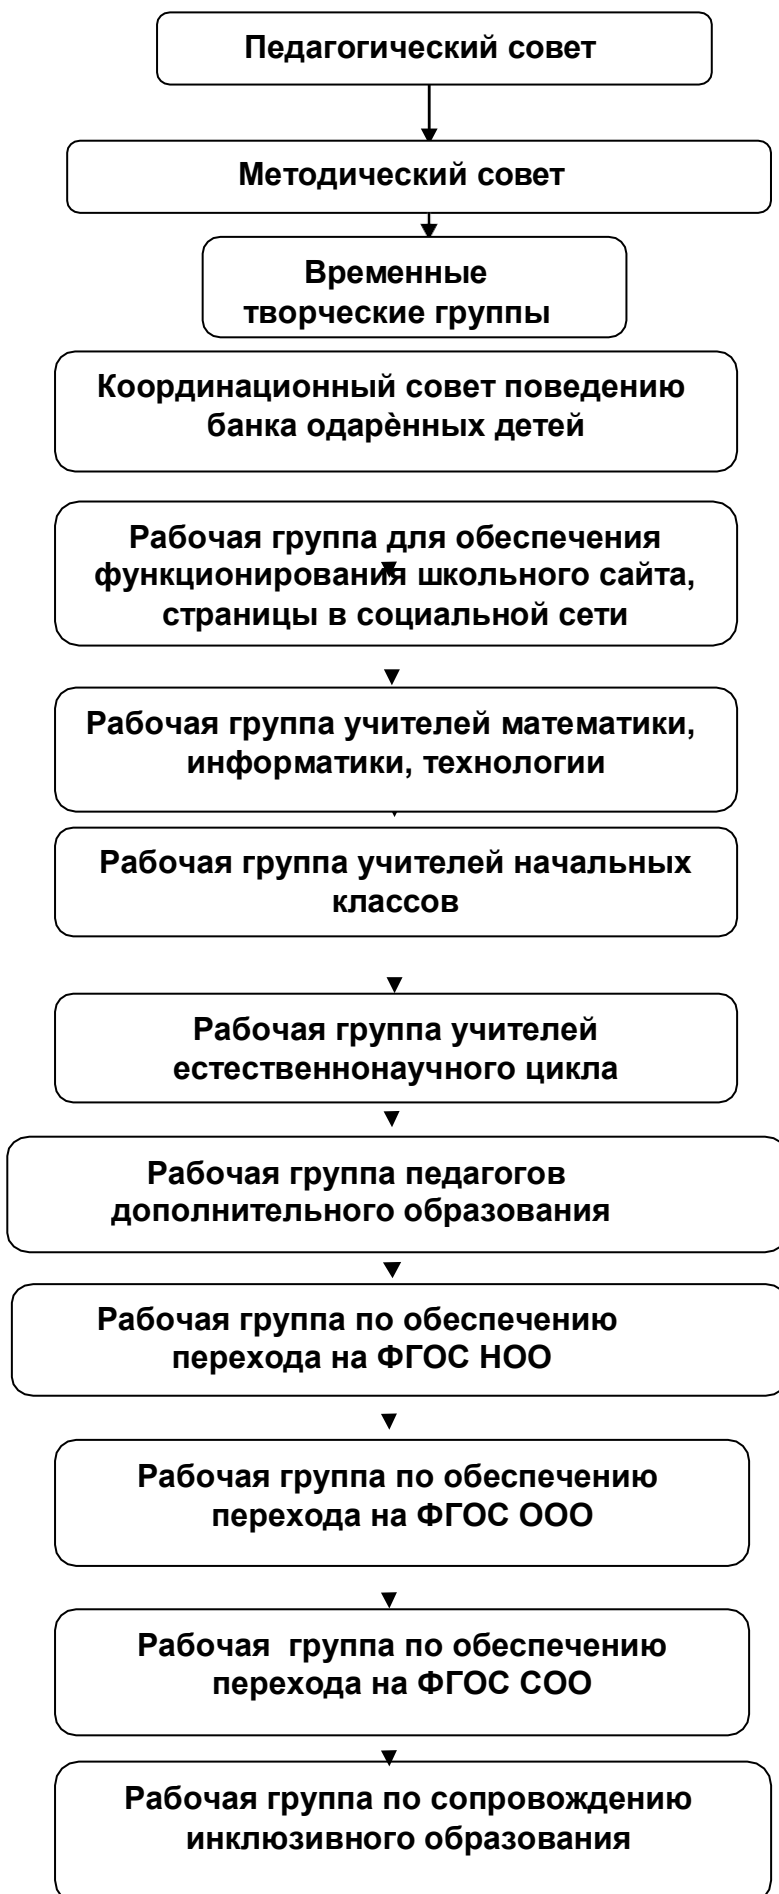 Педагогический совет
Методический совет
Временные
творческие группы
Координационный совет поведению
банка одарѐнных детей
Рабочая группа для обеспечения
функционирования школьного сайта,
страницы в социальной сети
Рабочая группа учителей математики,
информатики, технологии
Рабочая группа учителей начальных
классов
Рабочая группа учителей
естественнонаучного цикла
Рабочая группа педагогов
дополнительного образования
Рабочая группа по обеспечению
перехода на ФГОС НОО
Рабочая группа по обеспечению
перехода на ФГОС ООО
Рабочая  группа по обеспечению
перехода на ФГОС СОО
Рабочая группа по сопровождению
инклюзивного образования